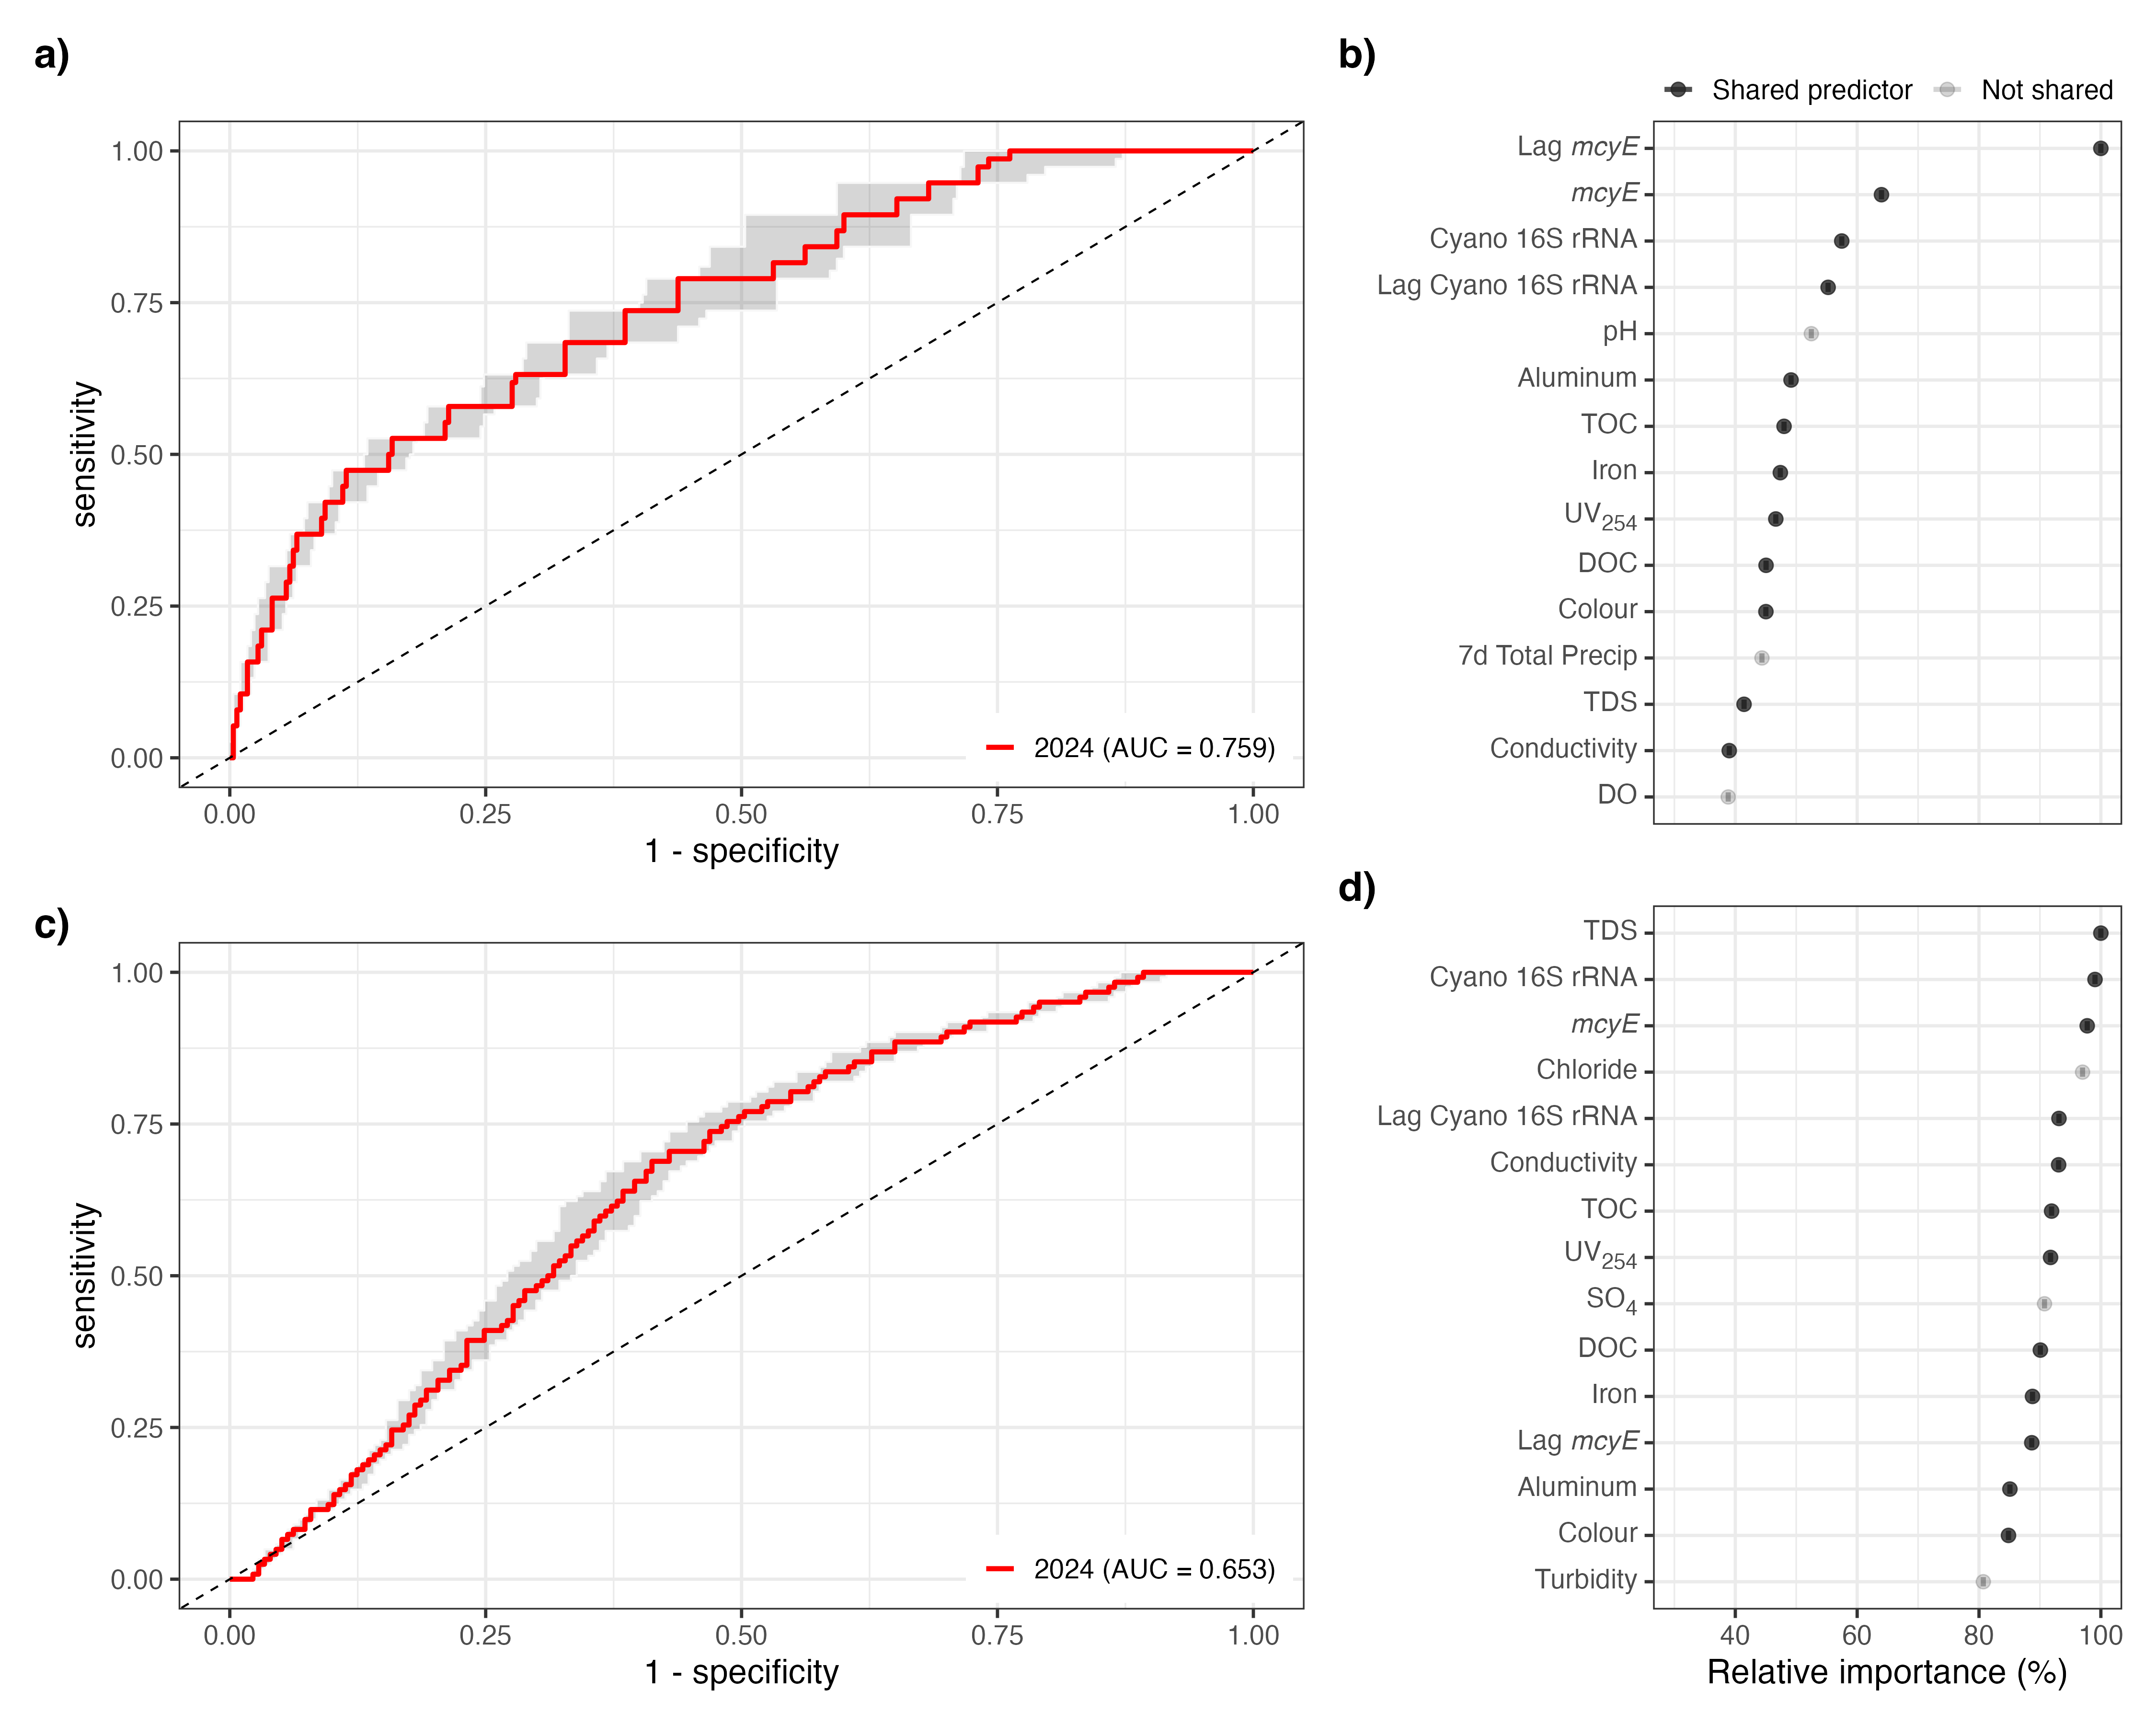 a)
1.00
0.75
0.50
0.25
0.00
sensitivity
2024 (AUC = 0.759)
0.00 0.25 0.50 0.75 1.00
1 - specificity
b)
Shared predictor Not shared
Lag mcyE
mcyE
Cyano 16S rRNA
Lag Cyano 16S rRNA
pH
Aluminum
TOC
Iron
UV254
DOC
Colour
7d Total Precip
TDS
Conductivity
DO
c)
1.00
0.75
0.50
0.25
0.00
sensitivity
2024 (AUC = 0.653)
0.00 0.25 0.50 0.75 1.00
1 - specificity
d)
TDS
Cyano 16S rRNA
mcyE
Chloride
Lag Cyano 16S rRNA
Conductivity
TOC
UV254
SO4
DOC
Iron
Lag mcyE
Aluminum
Colour
Turbidity
40 60 80 100
Relative importance (%)